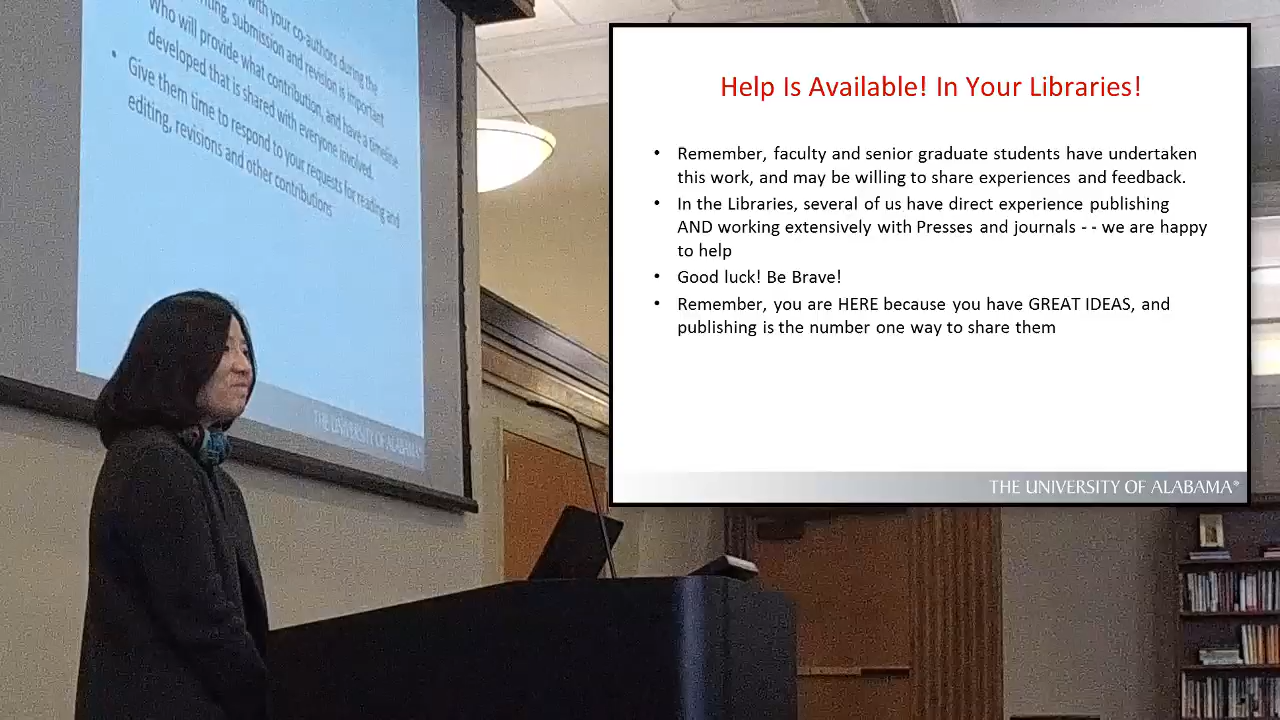 with your co-authors during the
ting, submission and revision is important
Who will provide what contribution, and have a timeline
developed that is shared with everyone involved.
• Give them time to respond to your requests for reading and
editing, revisions and other contributions
THE UNIVERSITY OF ALABAMA®
Help Is Available! In Your Libraries!
• Remember, faculty and senior graduate students have undertaken
this work, and may be willing to share experiences and feedback.
• In the Libraries, several of us have direct experience publishing
AND working extensively with Presses and journals - - we are happy
to help
• Good luck! Be Brave!
• Remember, you are HERE because you have GREAT IDEAS, and
publishing is the number one way to share them
THE UNIVERSITY OF ALABAMA®